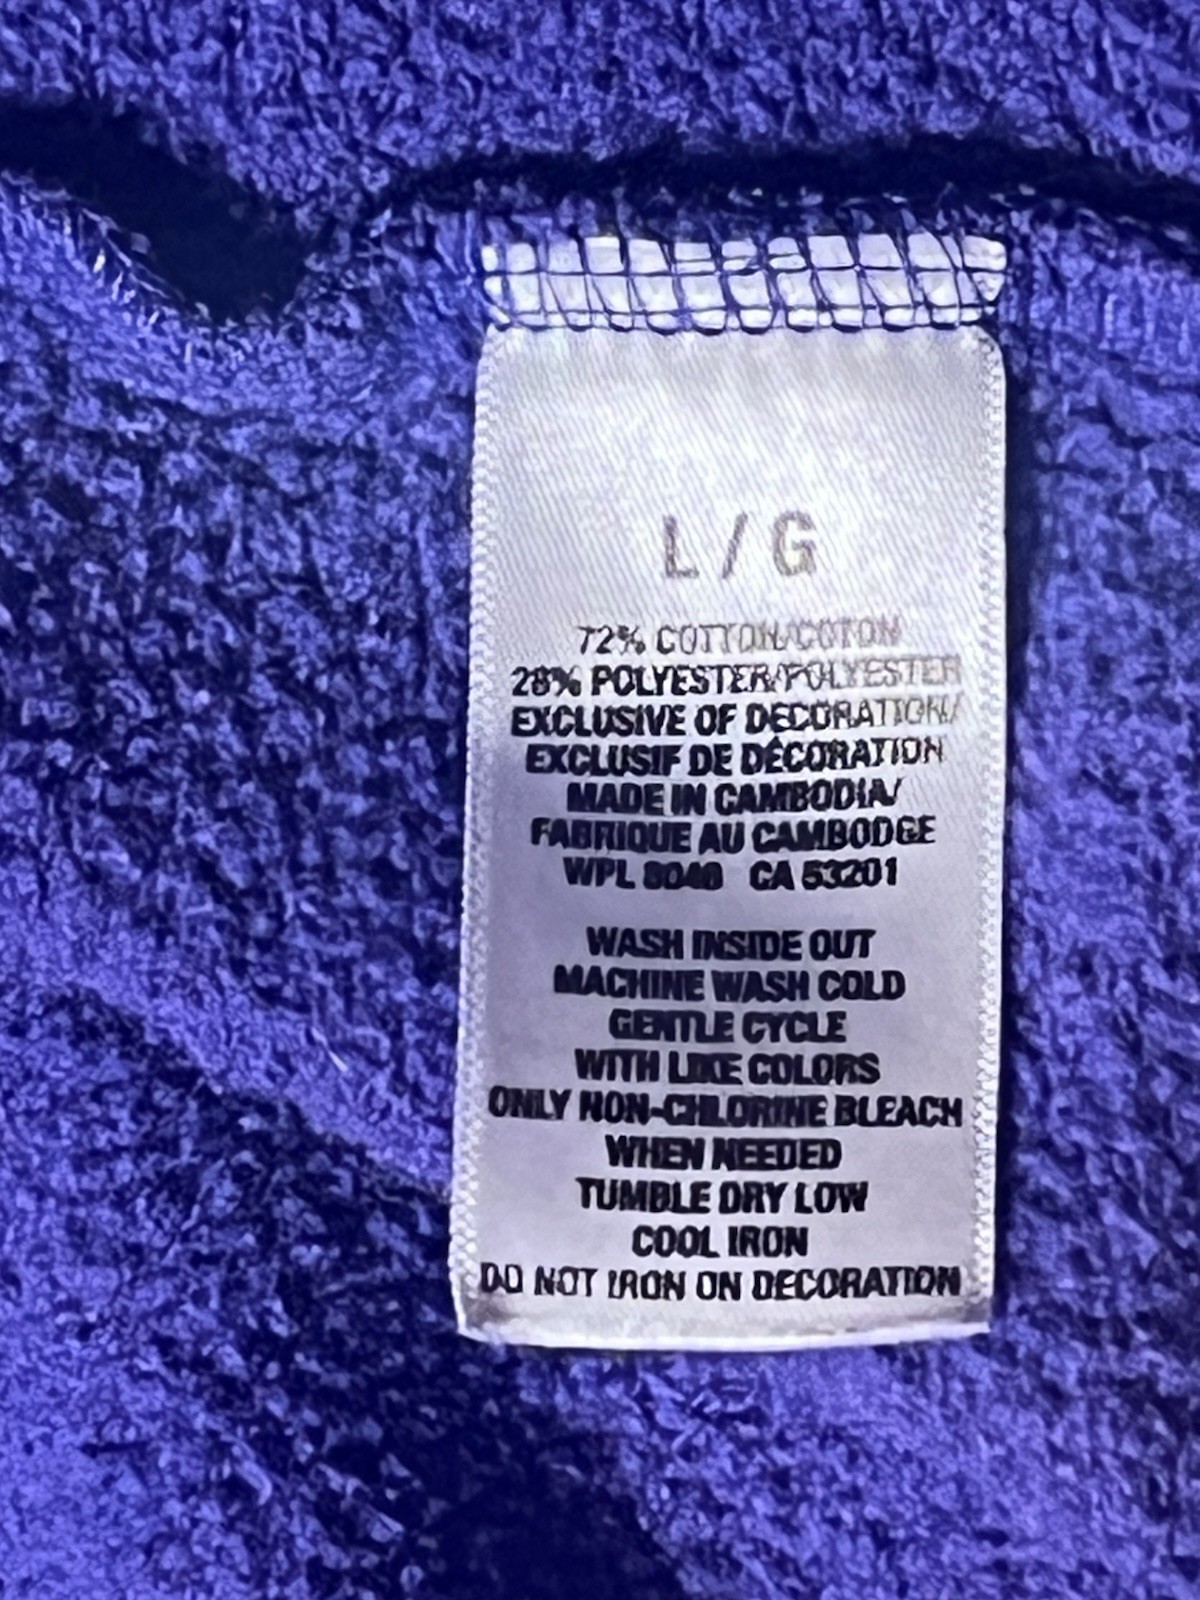 L / G
72% COTTON/COTON
28% POLYESTER/POLYESTER
EXCLUSIVE OF DECORATION/
EXCLUSIF DE DÉCORATION
MADE IN CAMBODIA/
FABRIQUE AU CAMBODGE
WPL CA 53201
WASH INSIDE OUT
MACHINE WASH COLD
GENTLE CYCLE
WITH LIKE COLORS
ONLY NON-CHLORINE BLEACH
WHEN NEEDED
TUMBLE DRY LOW
COOL IRON
DO NOT IRON ON DECORATION